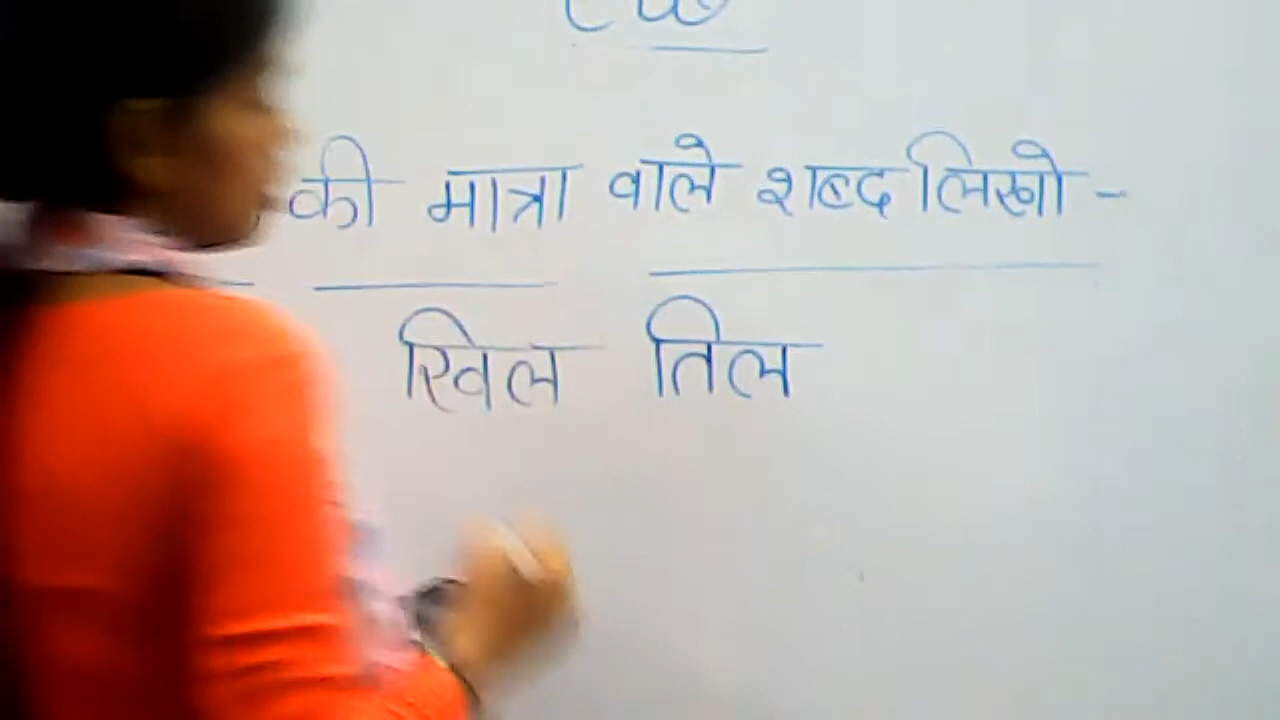 की मात्रा वाले शब्द लिखो -
खिल तिल